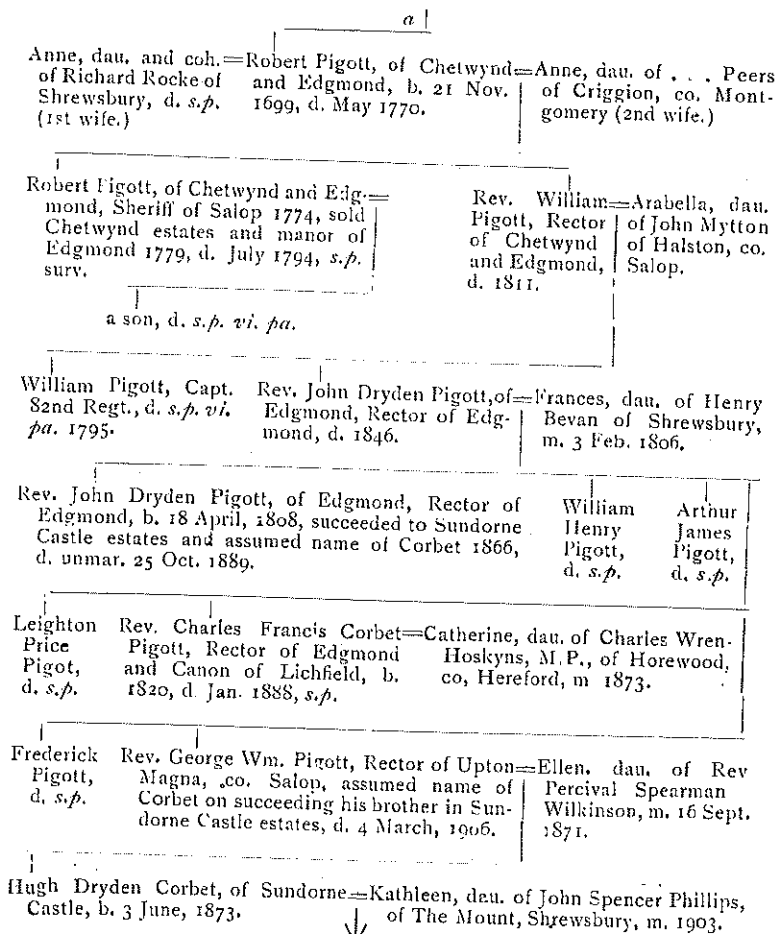 a
Anne, dau. and coh.=Robert Pigott, of Chetwynd=Anne, dau. of . . . Peers
of Richard Rocke of and Edgmond, b. 21 Nov. of Criggion, co. Mont-
Shrewsbury, d. s.p. 1699, d. May 1770. gomery (2nd wife.)
(1st wife.)
Robert Pigott, of Chetwynd and Edg-=
mond, Sheriff of Salop 1774, sold
Chetwynd estates and manor of
Edgmond 1779, d. July 1794, s.p.
surv.
Rev. William=Arabella, dau.
Pigott, Rector of John Mytton
of Chetwynd of Halston, co.
and Edgmond, Salop.
d. 1811.
a son, d. s.p. vi. pa.
William Pigott, Capt.
82nd Regt., d. s.p. vi.
pa. 1795.
Rev. John Dryden Pigott, of=Frances, dau. of Henry
Edgmond, Rector of Edg- Bevan of Shrewsbury,
mond, d. 1846. m. 3 Feb. 1806.
Rev. John Dryden Pigott, of Edgmond, Rector of
Edgmond, b. 18 April, 1808, succeeded to Sundorne
Castle estates and assumed name of Corbet 1866,
d. unmar. 25 Oct. 1889.
William
Henry
Pigott,
d. s.p.
Arthur
James
Pigott,
d. s.p.
Leighton
Price
Pigot,
d. s.p.
Rev. Charles Francis Corbet=Catherine, dau. of Charles Wren-
Pigott, Rector of Edgmond Hoskyns, M.P., of Horewood,
and Canon of Lichfield, b. co, Hereford, m 1873.
1820, d. Jan. 1888, s.p.
Frederick
Pigott,
d. s.p.
Rev. George Wm. Pigott, Rector of Upton=Ellen, dau. of Rev
Magna, co. Salop, assumed name of Percival Spearman
Corbet on succeeding his brother in Sun- Wilkinson, m. 16 Sept.
dorne Castle estates, d. 4 March, 1906. 1871.
Hugh Dryden Corbet, of Sundorne=Kathleen, dau. of John Spencer Phillips,
Castle, b. 3 June, 1873. of The Mount, Shrewsbury, m. 1903.